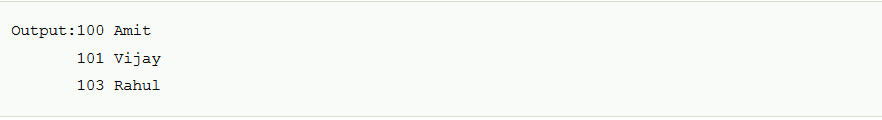 Output:100 Amit
       101 Vijay
       103 Rahul